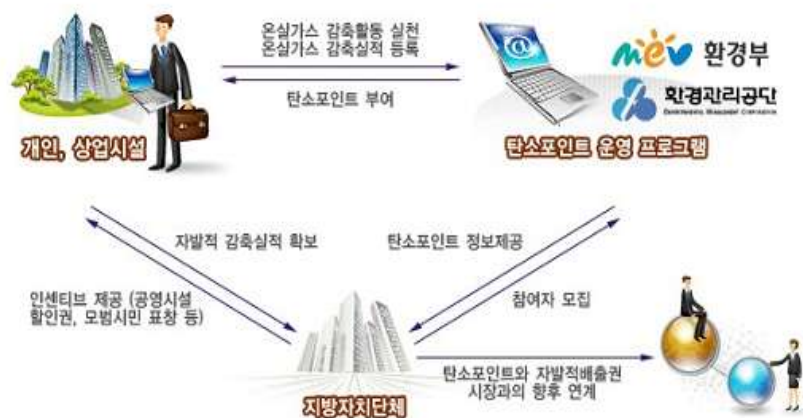 온실가스 감축활동 실천
온실가스 감축실적 등록
탄소포인트 부여
@
mev 환경부
환경관리공단
Environmental Management Corporation
개인, 상업시설
탄소포인트 운영 프로그램
자발적 감축실적 확보
탄소포인트 정보제공
인센티브 제공 (공영시설
할인권, 모범시민 표창 등)
참여자 모집
탄소포인트와 자발적배출권
시장과의 향후 연계
지방자치단체